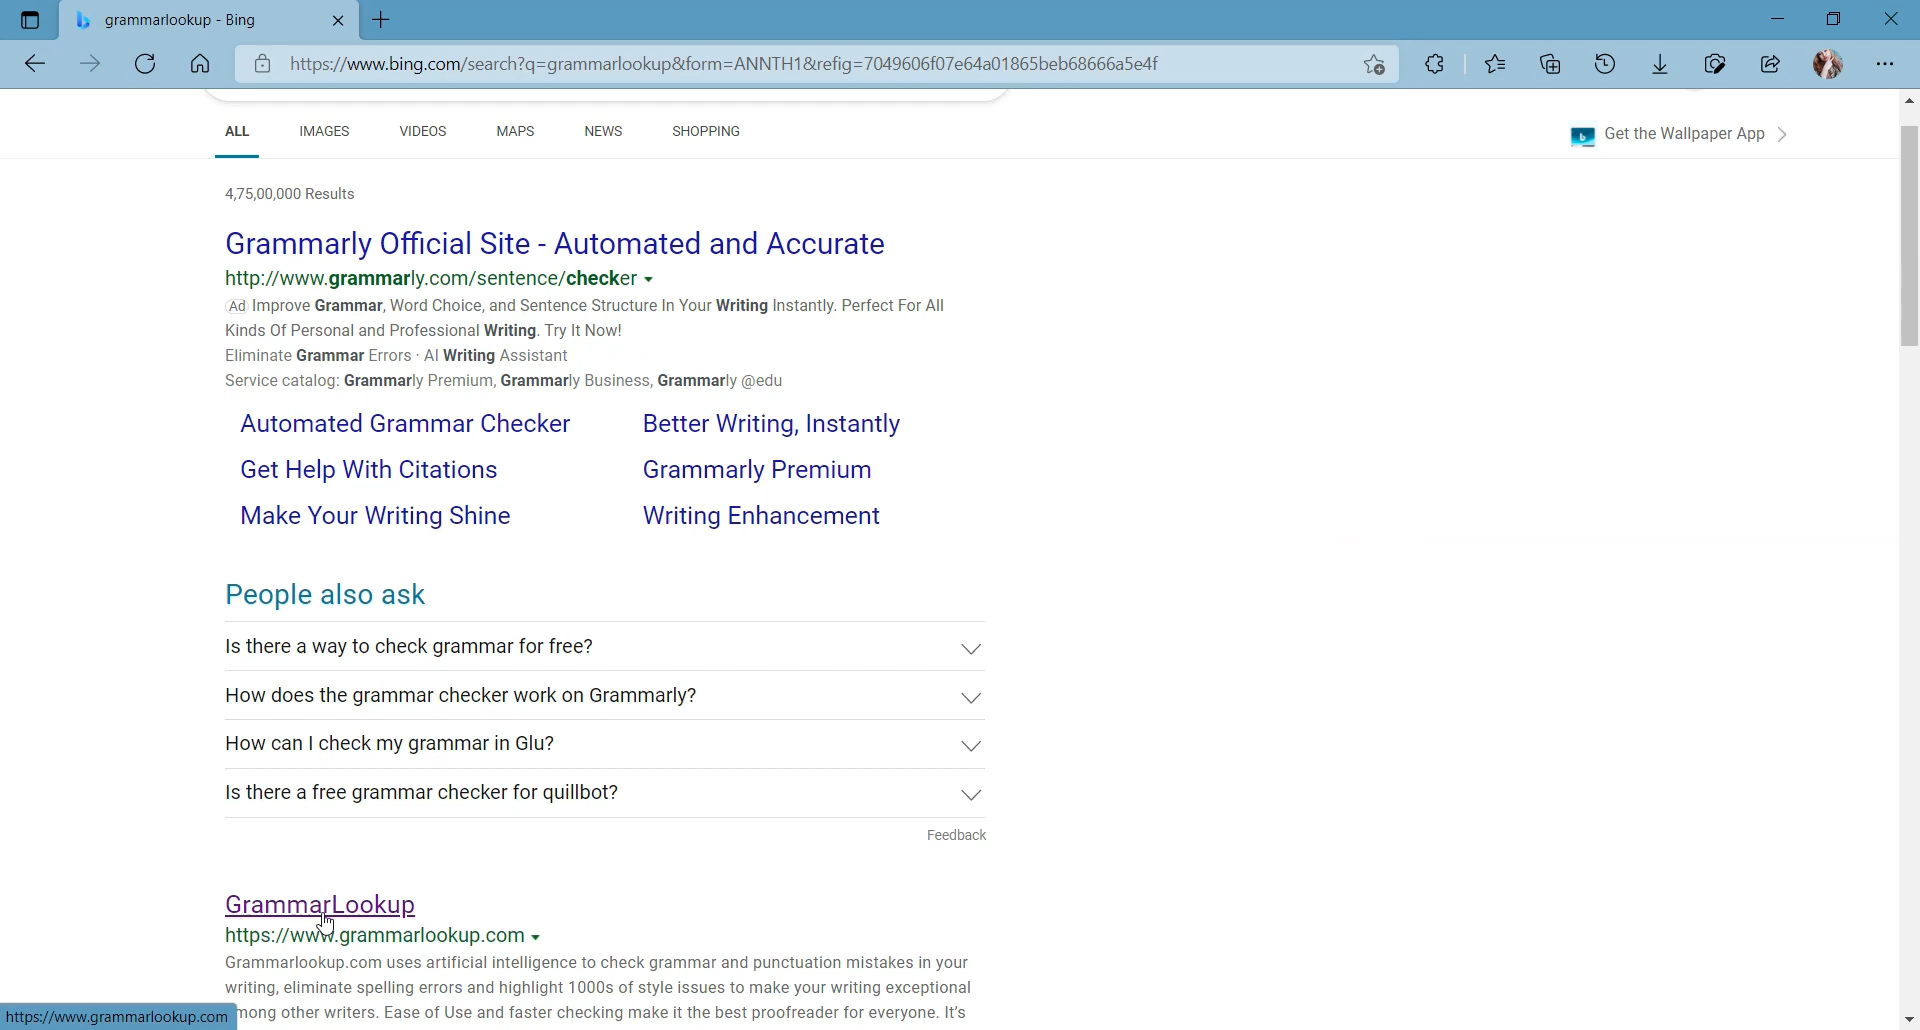 grammarlookup - Bing
https://www.bing.com/search?q=grammarlookup&form=ANNTH1&refig=7049606f07e64a01865beb68666a5e4f
ALL IMAGES VIDEOS MAPS NEWS SHOPPING
Get the Wallpaper App
4,75,00,000 Results
Grammarly Official Site - Automated and Accurate
http://www.grammarly.com/sentence/checker
Ad Improve Grammar, Word Choice, and Sentence Structure In Your Writing Instantly. Perfect For All
Kinds Of Personal and Professional Writing. Try It Now!
Eliminate Grammar Errors · AI Writing Assistant
Service catalog: Grammarly Premium, Grammarly Business, Grammarly @edu
Automated Grammar Checker Better Writing, Instantly
Get Help With Citations Grammarly Premium
Make Your Writing Shine Writing Enhancement
People also ask
Is there a way to check grammar for free?
How does the grammar checker work on Grammarly?
How can I check my grammar in Glu?
Is there a free grammar checker for quillbot?
Feedback
GrammarLookup
https://www.grammarlookup.com
Grammarlookup.com uses artificial intelligence to check grammar and punctuation mistakes in your
writing, eliminate spelling errors and highlight 1000s of style issues to make your writing exceptional
mong other writers. Ease of Use and faster checking make it the best proofreader for everyone. It's
https://www.grammarlookup.com